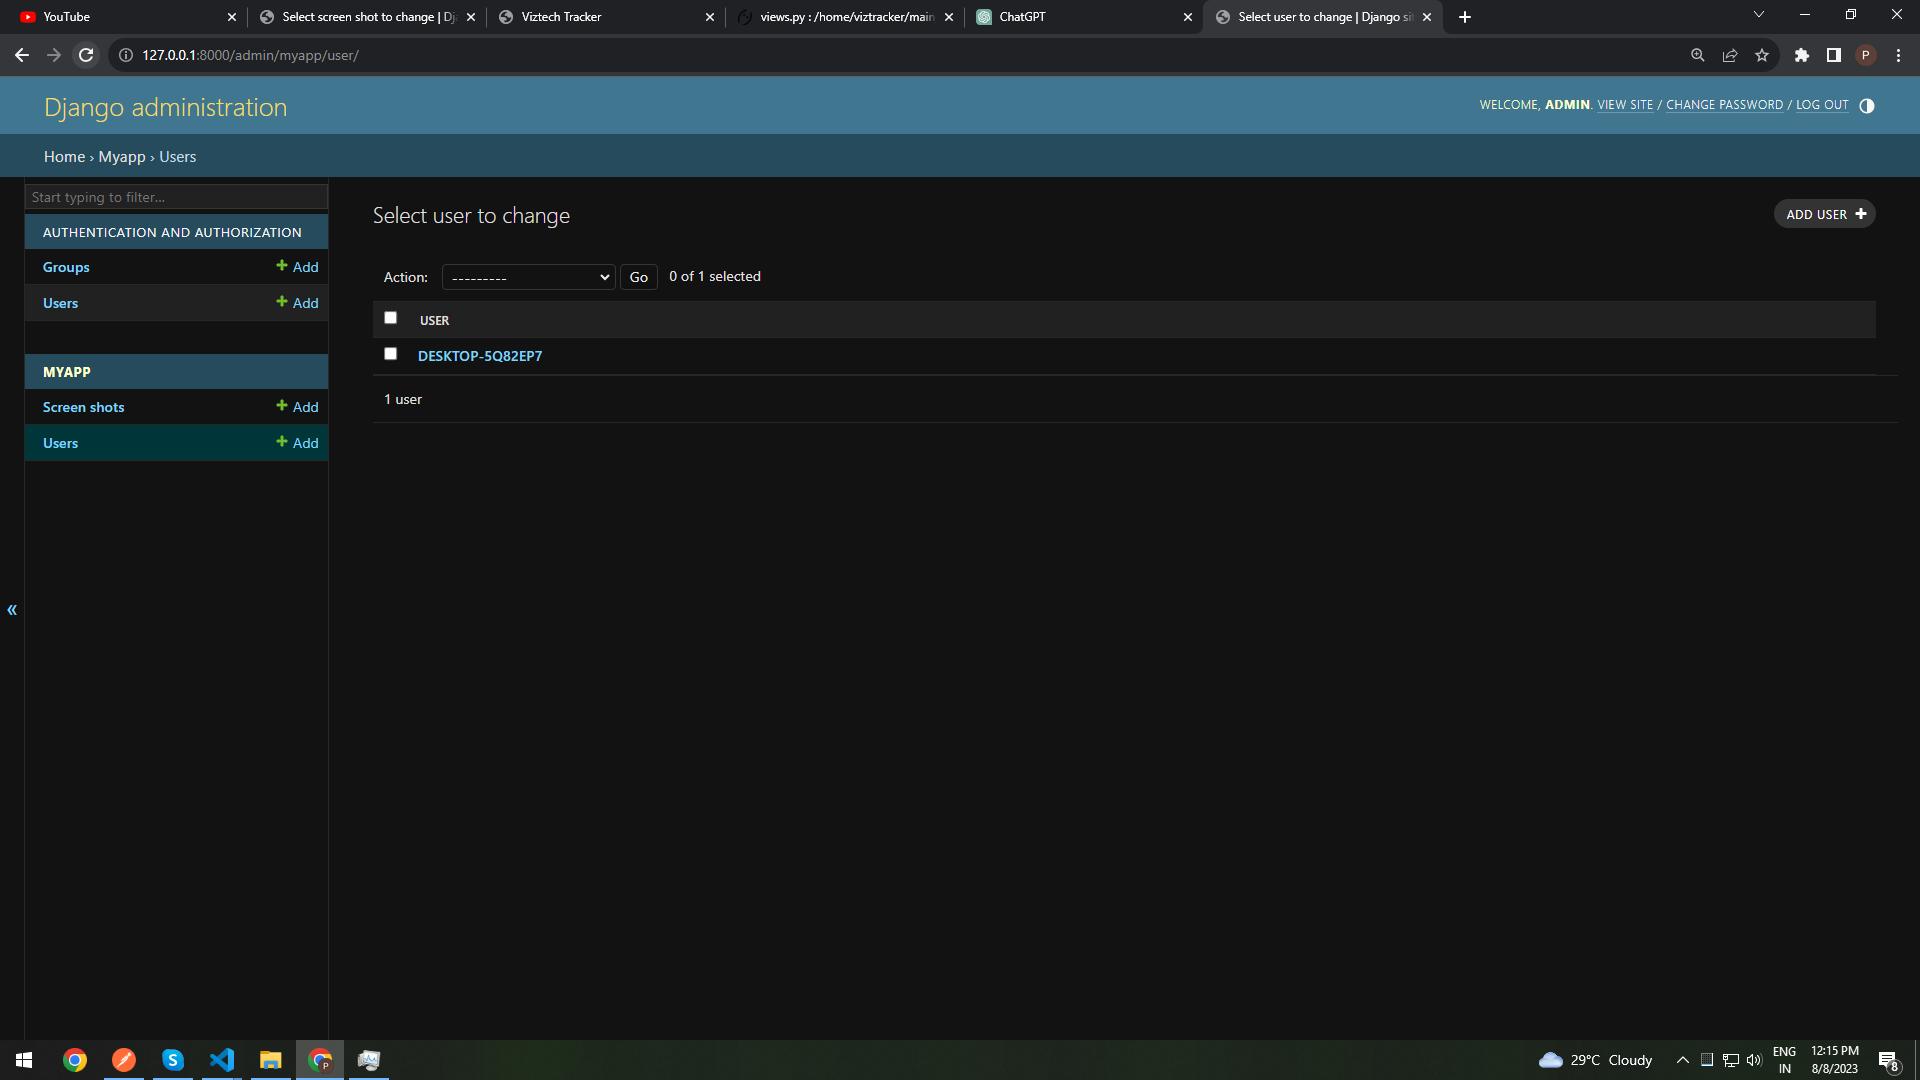 YouTube
Select screen shot to change | Dj
Viztech Tracker
views.py : /home/viztracker/main
ChatGPT
Select user to change | Django si
127.0.0.1:8000/admin/myapp/user/
P
Django administration
WELCOME, ADMIN. VIEW SITE / CHANGE PASSWORD / LOG OUT
Home › Myapp › Users
Start typing to filter...
AUTHENTICATION AND AUTHORIZATION
Groups + Add
Users + Add
MYAPP
Screen shots + Add
Users + Add
«
Select user to change
ADD USER +
Action: --------- Go 0 of 1 selected
USER
DESKTOP-5Q82EP7
1 user
29°C Cloudy
ENG
IN
12:15 PM
8/8/2023
8